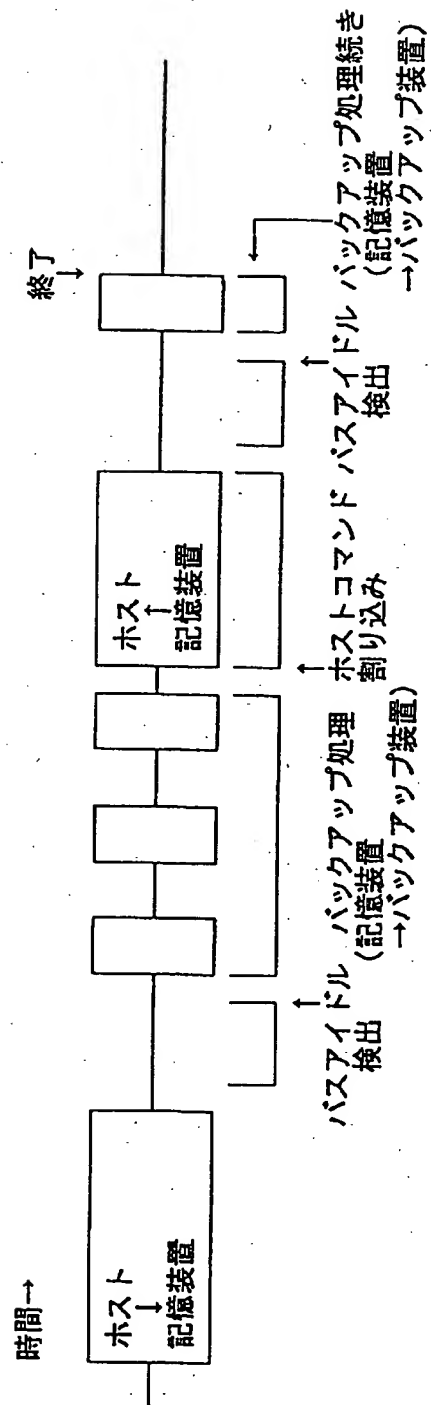 時間→
終了
↓
ホスト
↓
記憶装置
ホスト
↑
記憶装置
バスアイドル
検出
↑
バックアップ処理
(記憶装置
→バックアップ装置)
↑
ホストコマンド
割り込み
↑
バスアイドル
検出
バックアップ処理続き
(記憶装置
→バックアップ装置)